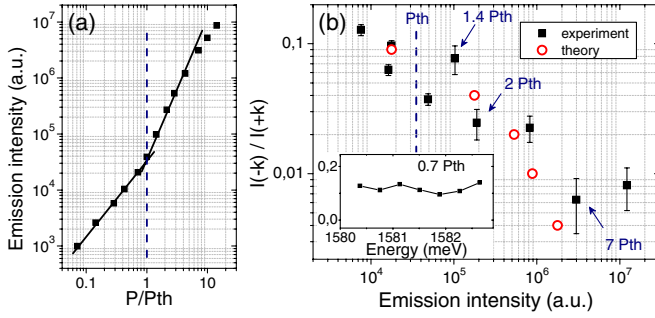 (a)
10^7
10^6
10^5
10^4
10^3
Emission intensity (a.u.)
0.1
1
10
P/Pth
(b)
Pth
1.4 Pth
■ experiment
○ theory
0,1
0,01
I(-k) / I(+k)
2 Pth
0.7 Pth
0,2
0,0
1580
1581
1582
Energy (meV)
7 Pth
10^4
10^5
10^6
10^7
Emission intensity (a.u.)